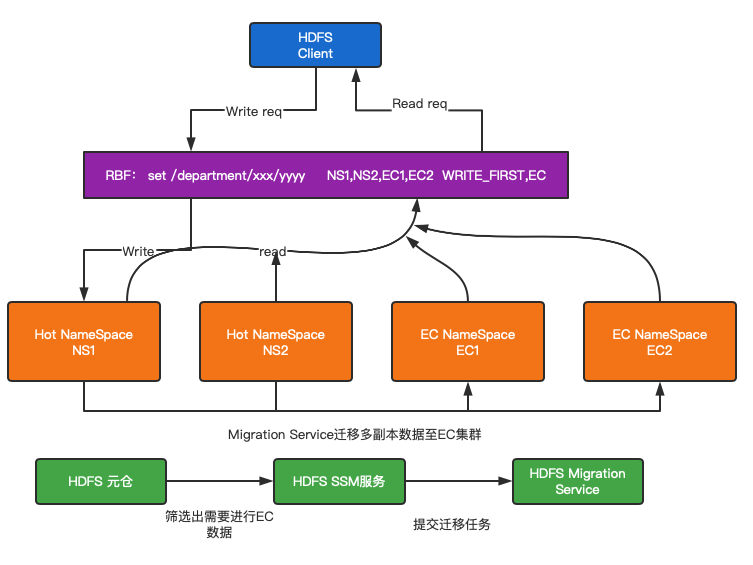 HDFS
Client
Write req
Read req
RBF: set /department/xxx/yyyy NS1,NS2,EC1,EC2 WRITE_FIRST,EC
Write
read
Hot NameSpace
NS1
Hot NameSpace
NS2
EC NameSpace
EC1
EC NameSpace
EC2
Migration Service迁移多副本数据至EC集群
HDFS 元仓
HDFS SSM服务
HDFS Migration
Service
筛选出需要进行EC
数据
提交迁移任务